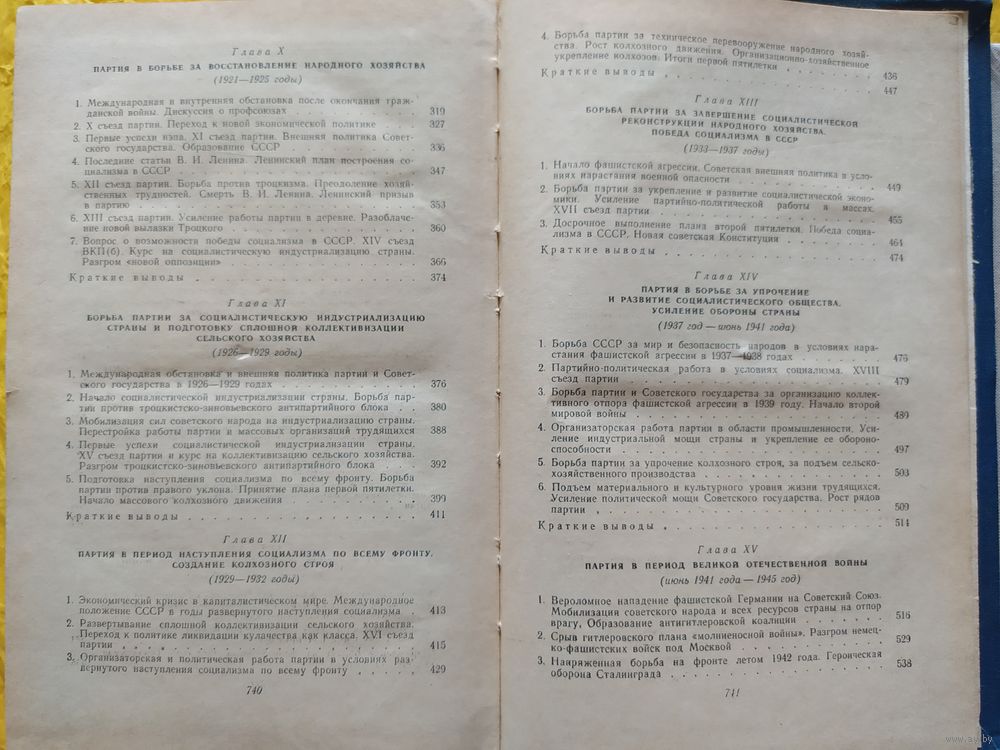 Глава X
ПАРТИЯ В БОРЬБЕ ЗА ВОССТАНОВЛЕНИЕ НАРОДНОГО ХОЗЯЙСТВА
(1921—1925 годы)
1. Международная и внутренняя обстановка после окончания граж-
данской войны. Дискуссия о профсоюзах . . . . . . . . 319
2. X съезд партии. Переход к новой экономической политике . . . 327
3. Первые успехи нэпа. XI съезд партии. Внешняя политика Совет-
ского государства. Образование СССР . . . . . . . . . 336
4. Последние статьи В. И. Ленина. Ленинский план построения со-
циализма в СССР . . . . . . . . . . . . . . . . 347
5. XII съезд партии. Борьба против троцкизма. Преодоление хозяй-
ственных трудностей. Смерть В. И. Ленина. Ленинский призыв
в партию . . . . . . . . . . . . . . . . . . 353
6. XIII съезд партии. Усиление работы партии в деревне. Разоблаче-
ние новой вылазки Троцкого . . . . . . . . . . . . 360
7. Вопрос о возможности победы социализма в СССР. XIV съезд
ВКП(б). Курс на социалистическую индустриализацию страны.
Разгром «новой оппозиции» . . . . . . . . . . . . 366
Краткие выводы . . . . . . . . . . . . . . . . 374
Глава XI
БОРЬБА ПАРТИИ ЗА СОЦИАЛИСТИЧЕСКУЮ ИНДУСТРИАЛИЗАЦИЮ
СТРАНЫ И ПОДГОТОВКУ СПЛОШНОЙ КОЛЛЕКТИВИЗАЦИИ
СЕЛЬСКОГО ХОЗЯЙСТВА
(1926—1929 годы)
1. Международная обстановка и внешняя политика партии и Совет-
ского государства в 1926—1929 годах . . . . . . . . . 376
2. Начало социалистической индустриализации страны. Борьба пар-
тии против троцкистско-зиновьевского антипартийного блока . . 380
3. Мобилизация сил советского народа на индустриализацию страны.
Перестройка работы партии и массовых организаций трудящихся 388
4. Первые успехи социалистической индустриализации страны.
XV съезд партии и курс на коллективизацию сельского хозяйства.
Разгром троцкистско-зиновьевского антипартийного блока . . . 392
5. Подготовка наступления социализма по всему фронту. Борьба
партии против правого уклона. Принятие плана первой пятилетки.
Начало массового колхозного движения . . . . . . . . . 399
Краткие выводы . . . . . . . . . . . . . . . . 411
Глава XII
ПАРТИЯ В ПЕРИОД НАСТУПЛЕНИЯ СОЦИАЛИЗМА ПО ВСЕМУ ФРОНТУ.
СОЗДАНИЕ КОЛХОЗНОГО СТРОЯ
(1929—1932 годы)
1. Экономический кризис в капиталистическом мире. Международное
положение СССР в годы развернутого наступления социализма . 413
2. Развертывание сплошной коллективизации сельского хозяйства.
Переход к политике ликвидации кулачества как класса. XVI съезд
партии . . . . . . . . . . . . . . . . . . . 415
3. Организаторская и политическая работа партии в условиях раз-
вернутого наступления социализма по всему фронту . . . . . 429
740
4. Борьба партии за техническое перевооружение народного хозяй-
ства. Рост колхозного движения. Организационно-хозяйственное
укрепление колхозов. Итоги первой пятилетки . . . . . . . 436
Краткие выводы . . . . . . . . . . . . . . . . 447
Глава XIII
БОРЬБА ПАРТИИ ЗА ЗАВЕРШЕНИЕ СОЦИАЛИСТИЧЕСКОЙ
РЕКОНСТРУКЦИИ НАРОДНОГО ХОЗЯЙСТВА.
ПОБЕДА СОЦИАЛИЗМА В СССР
(1933—1937 годы)
1. Начало фашистской агрессии. Советская внешняя политика в усло-
виях нарастания военной опасности . . . . . . . . . . 449
2. Борьба партии за укрепление и развитие социалистической эконо-
мики. Усиление партийно-политической работы в массах.
XVII съезд партии . . . . . . . . . . . . . . . 455
3. Досрочное выполнение плана второй пятилетки. Победа социа-
лизма в СССР. Новая советская Конституция . . . . . . . 464
Краткие выводы . . . . . . . . . . . . . . . . 474
Глава XIV
ПАРТИЯ В БОРЬБЕ ЗА УПРОЧЕНИЕ
И РАЗВИТИЕ СОЦИАЛИСТИЧЕСКОГО ОБЩЕСТВА.
УСИЛЕНИЕ ОБОРОНЫ СТРАНЫ
(1937 год — июнь 1941 года)
1. Борьба СССР за мир и безопасность народов в условиях нара-
стания фашистской агрессии в 1937—1938 годах . . . . . . 476
2. Партийно-политическая работа в условиях социализма. XVIII
съезд партии . . . . . . . . . . . . . . . . . 479
3. Борьба партии и Советского государства за организацию коллек-
тивного отпора фашистской агрессии в 1939 году. Начало второй
мировой войны . . . . . . . . . . . . . . . . 489
4. Организаторская работа партии в области промышленности. Уси-
ление индустриальной мощи страны и укрепление ее обороно-
способности . . . . . . . . . . . . . . . . . 497
5. Борьба партии за упрочение колхозного строя, за подъем сельско-
хозяйственного производства . . . . . . . . . . . . 503
6. Подъем материального и культурного уровня жизни трудящихся.
Усиление политической мощи Советского государства. Рост рядов
партии . . . . . . . . . . . . . . . . . . . 509
Краткие выводы . . . . . . . . . . . . . . . . 514
Глава XV
ПАРТИЯ В ПЕРИОД ВЕЛИКОЙ ОТЕЧЕСТВЕННОЙ ВОЙНЫ
(июнь 1941 года — 1945 год)
1. Вероломное нападение фашистской Германии на Советский Союз.
Мобилизация советского народа и всех ресурсов страны на отпор
врагу. Образование антигитлеровской коалиции . . . . . . 516
2. Срыв гитлеровского плана «молниеносной войны». Разгром немец-
ко-фашистских войск под Москвой . . . . . . . . . . 529
3. Напряженная борьба на фронте летом 1942 года. Героическая
оборона Сталинграда . . . . . . . . . . . . . . 538
741
www.ay.by